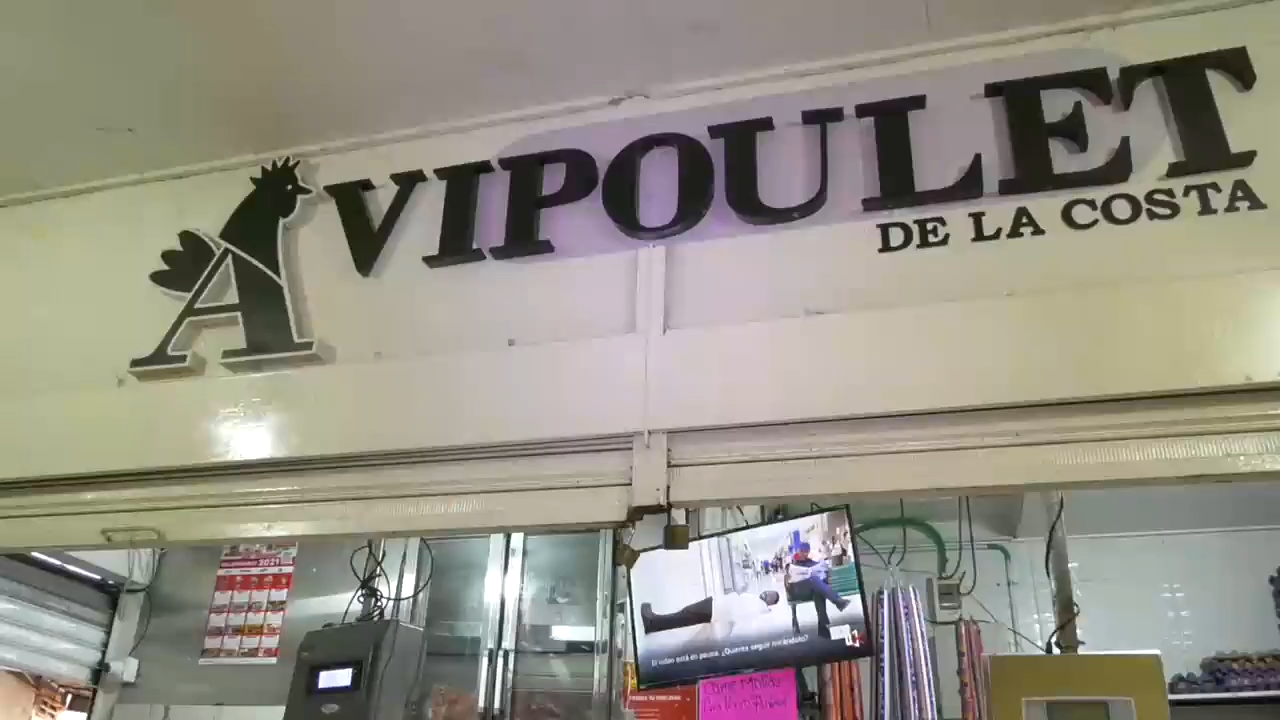 AVIPOULET
DE LA COSTA
2021
El video está en pausa. ¿Quieres seguir mirándolo?